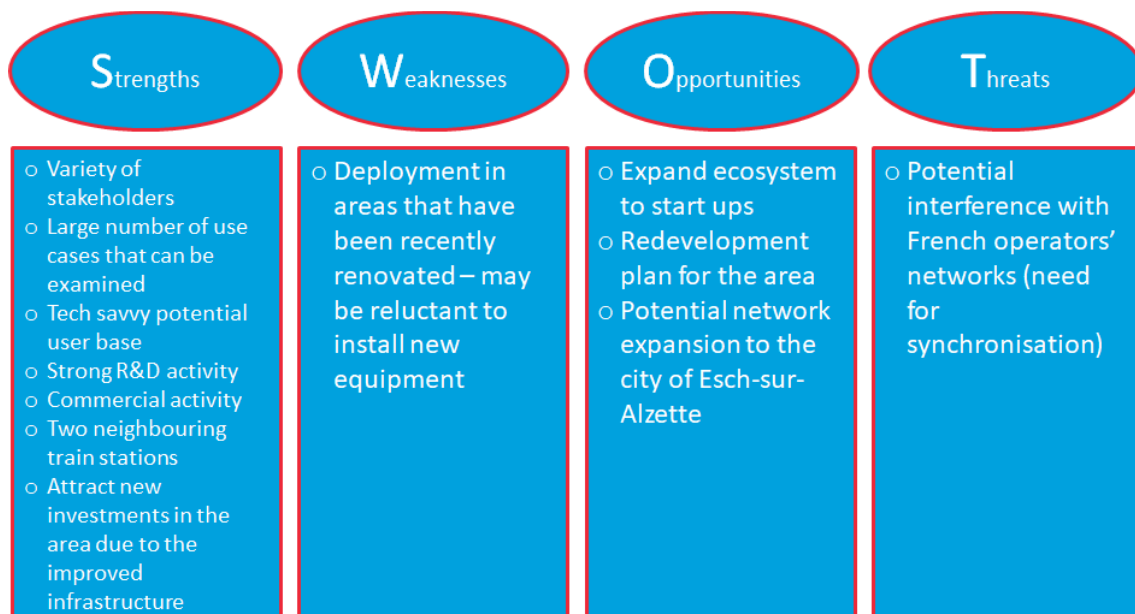 Strengths
Weaknesses
Opportunities
Threats
o Variety of
stakeholders
o Large number of use
cases that can be
examined
o Tech savvy potential
user base
o Strong R&D activity
o Commercial activity
o Two neighbouring
train stations
o Attract new
investments in the
area due to the
improved
infrastructure
o Deployment in
areas that have
been recently
renovated – may
be reluctant to
install new
equipment
o Expand ecosystem
to start ups
o Redevelopment
plan for the area
o Potential network
expansion to the
city of Esch-sur-
Alzette
o Potential
interference with
French operators’
networks (need
for
synchronisation)